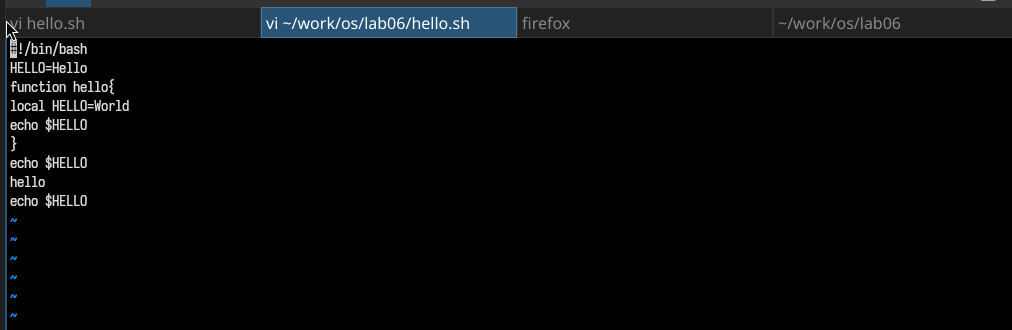 vi hello.sh
vi ~/work/os/lab06/hello.sh
firefox
~/work/os/lab06
#!/bin/bash
HELLO=Hello
function hello{
local HELLO=World
echo $HELLO
}
echo $HELLO
hello
echo $HELLO
~
~
~
~
~
~